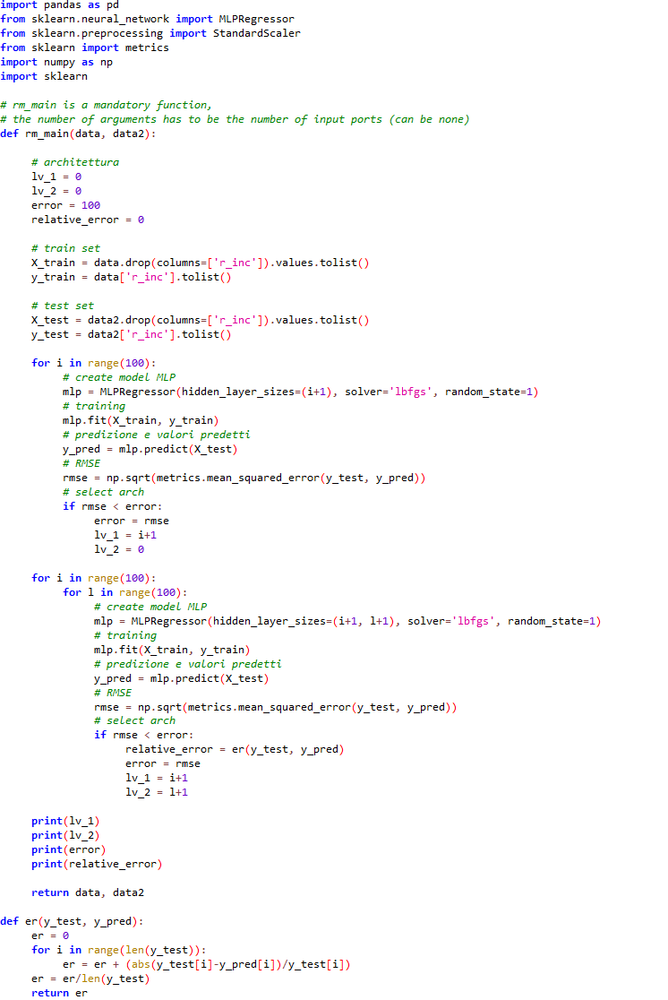 import pandas as pd
from sklearn.neural_network import MLPRegressor
from sklearn.preprocessing import StandardScaler
from sklearn import metrics
import numpy as np
import sklearn

# rm_main is a mandatory function,
# the number of arguments has to be the number of input ports (can be none)
def rm_main(data, data2):

     # architettura
     lv_1 = 0
     lv_2 = 0
     error = 100
     relative_error = 0

     # train set
     X_train = data.drop(columns=['r_inc']).values.tolist()
     y_train = data['r_inc'].tolist()

     # test set
     X_test = data2.drop(columns=['r_inc']).values.tolist()
     y_test = data2['r_inc'].tolist()

     for i in range(100):
          # create model MLP
          mlp = MLPRegressor(hidden_layer_sizes=(i+1), solver='lbfgs', random_state=1)
          # training
          mlp.fit(X_train, y_train)
          # predizione e valori predetti
          y_pred = mlp.predict(X_test)
          # RMSE
          rmse = np.sqrt(metrics.mean_squared_error(y_test, y_pred))
          # select arch
          if rmse < error:
               error = rmse
               lv_1 = i+1
               lv_2 = 0

     for i in range(100):
          for l in range(100):
               # create model MLP
               mlp = MLPRegressor(hidden_layer_sizes=(i+1, l+1), solver='lbfgs', random_state=1)
               # training
               mlp.fit(X_train, y_train)
               # predizione e valori predetti
               y_pred = mlp.predict(X_test)
               # RMSE
               rmse = np.sqrt(metrics.mean_squared_error(y_test, y_pred))
               # select arch
               if rmse < error:
                    relative_error = er(y_test, y_pred)
                    error = rmse
                    lv_1 = i+1
                    lv_2 = l+1

     print(lv_1)
     print(lv_2)
     print(error)
     print(relative_error)

     return data, data2

def er(y_test, y_pred):
     er = 0
     for i in range(len(y_test)):
          er = er + (abs(y_test[i]-y_pred[i])/y_test[i])
     er = er/len(y_test)
     return er